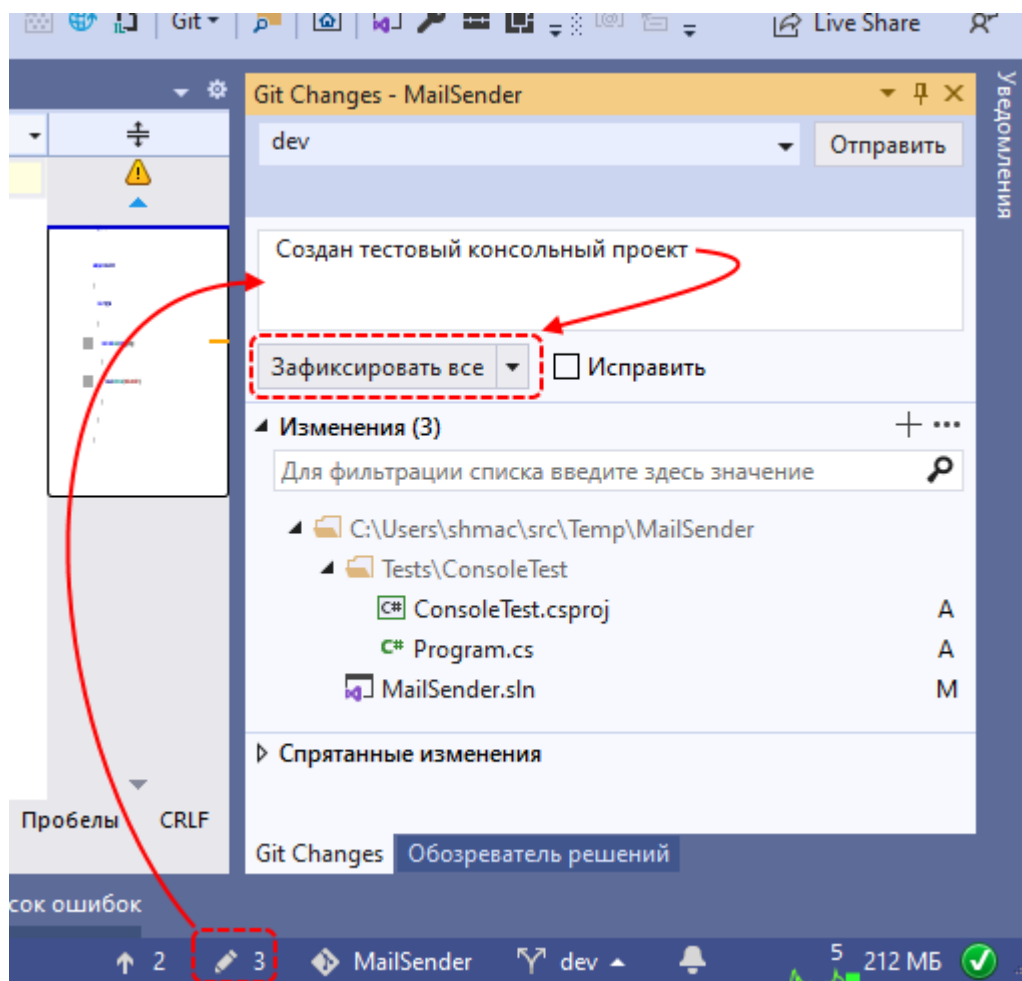 Git
Live Share
Уведомления
Git Changes - MailSender
dev
Отправить
Создан тестовый консольный проект
Зафиксировать все
Исправить
Изменения (3)
Для фильтрации списка введите здесь значение
C:\Users\shmac\src\Temp\MailSender
Tests\ConsoleTest
C# ConsoleTest.csproj A
C# Program.cs A
MailSender.sln M
Спрятанные изменения
Пробелы CRLF
Git Changes Обозреватель решений
сок ошибок
2 3 MailSender dev 5 212 МБ